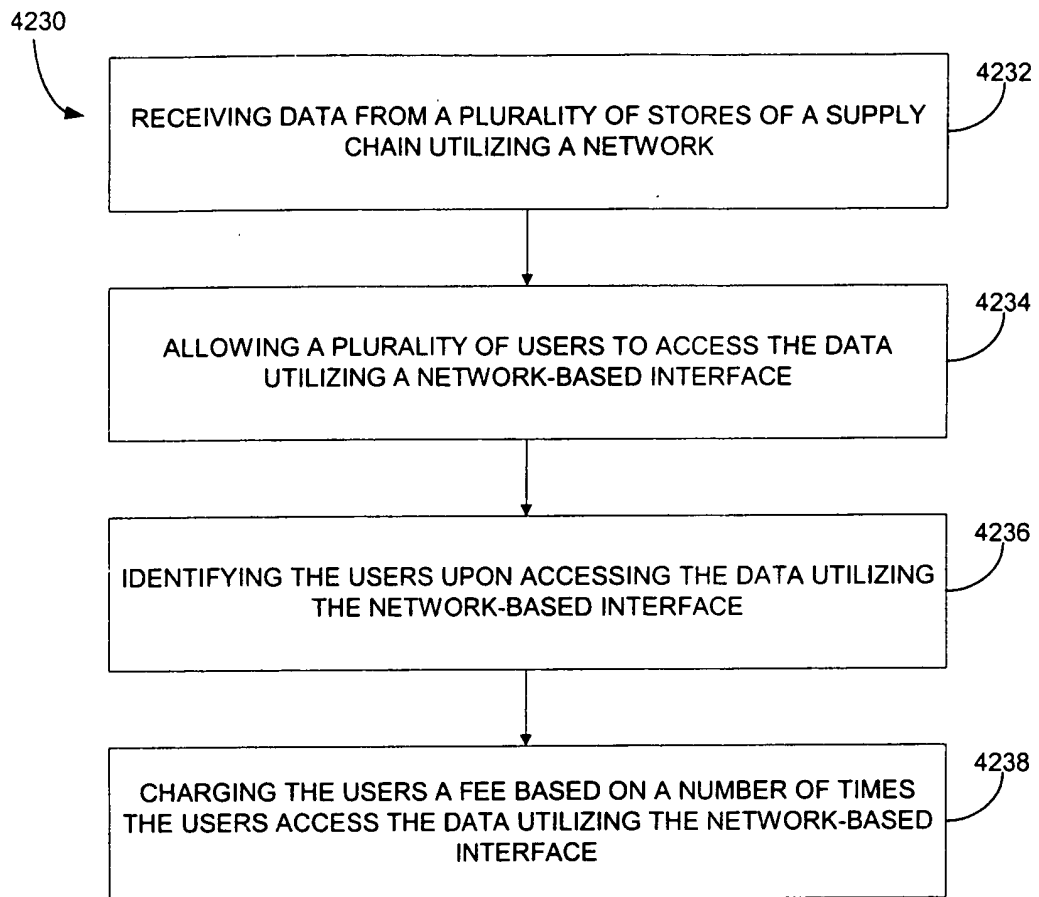 4230
4232
RECEIVING DATA FROM A PLURALITY OF STORES OF A SUPPLY
CHAIN UTILIZING A NETWORK
4234
ALLOWING A PLURALITY OF USERS TO ACCESS THE DATA
UTILIZING A NETWORK-BASED INTERFACE
4236
IDENTIFYING THE USERS UPON ACCESSING THE DATA UTILIZING
THE NETWORK-BASED INTERFACE
4238
CHARGING THE USERS A FEE BASED ON A NUMBER OF TIMES
THE USERS ACCESS THE DATA UTILIZING THE NETWORK-BASED
INTERFACE